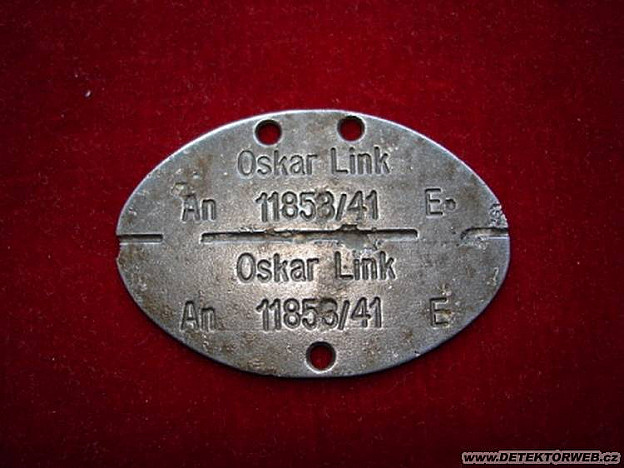 Oskar Link
An 11853/41 E.
Oskar Link
An 11853/41 E
www.DETEKTORWEB.cz